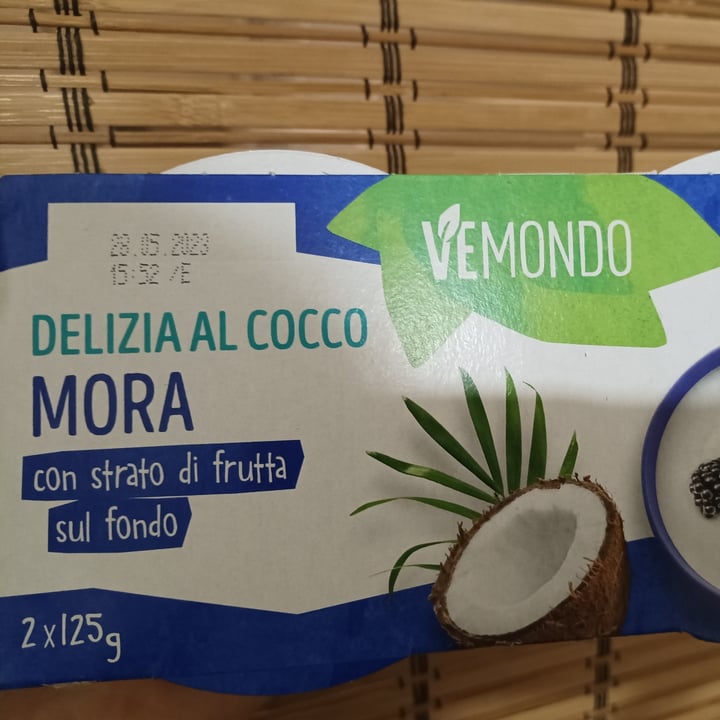 28.05.2023
15:52 /E
VEMONDO
DELIZIA AL COCCO
MORA
con strato di frutta
sul fondo
2 x 125g